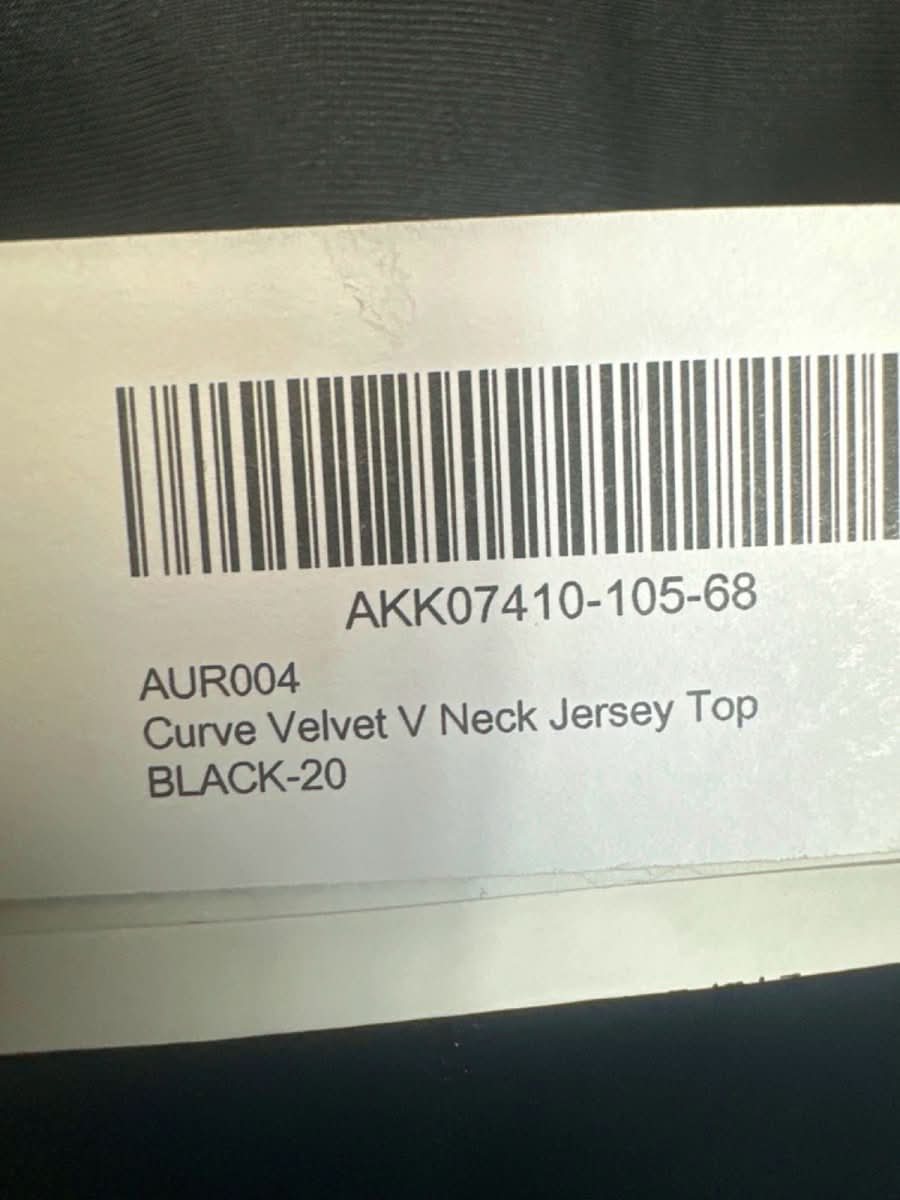 AKK07410-105-68
AUR004
Curve Velvet V Neck Jersey Top
BLACK-20